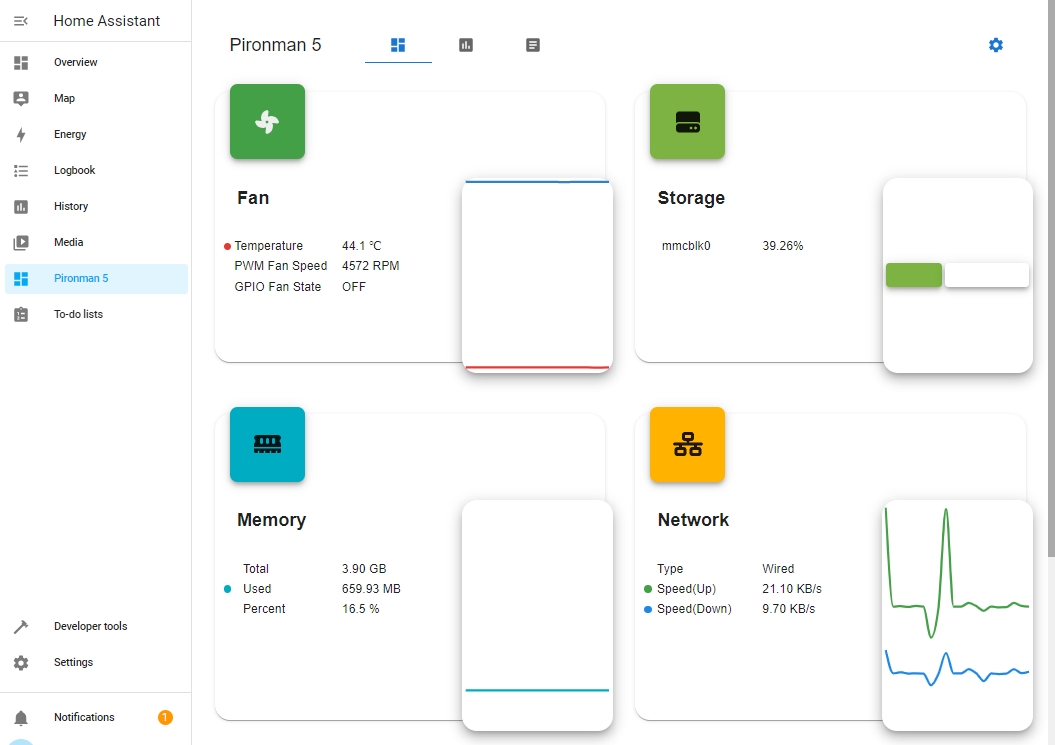 Home Assistant
Overview
Map
Energy
Logbook
History
Media
Pironman 5
To-do lists
Developer tools
Settings
Notifications 1
Pironman 5
Fan
Temperature 44.1 °C
PWM Fan Speed 4572 RPM
GPIO Fan State OFF
Storage
mmcblk0 39.26%
Memory
Total 3.90 GB
Used 659.93 MB
Percent 16.5 %
Network
Type Wired
Speed(Up) 21.10 KB/s
Speed(Down) 9.70 KB/s